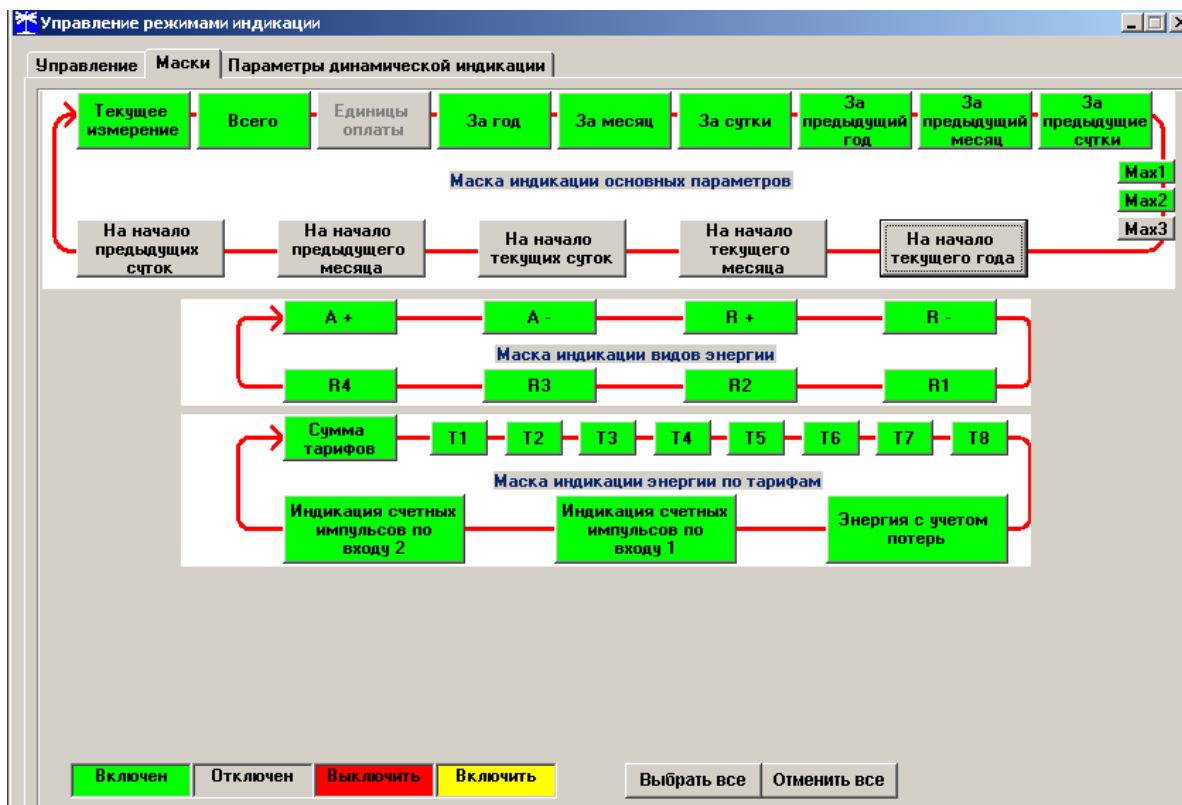 Управление режимами индикации
Управление Маски Параметры динамической индикации
Текущее
измерение
Всего
Единицы
оплаты
За год
За месяц
За сутки
За
предыдущий
год
За
предыдущий
месяц
За
предыдущие
сутки
Маска индикации основных параметров
Max1
Max2
Max3
На начало
предыдущих
суток
На начало
предыдущего
месяца
На начало
текущих суток
На начало
текущего
месяца
На начало
текущего года
A + A - R + R -
Маска индикации видов энергии
R4 R3 R2 R1
Сумма
тарифов
T1 T2 T3 T4 T5 T6 T7 T8
Маска индикации энергии по тарифам
Индикация счетных
импульсов по
входу 2
Индикация счетных
импульсов по
входу 1
Энергия с учетом
потерь
Включен Отключен Выключить Включить Выбрать все Отменить все